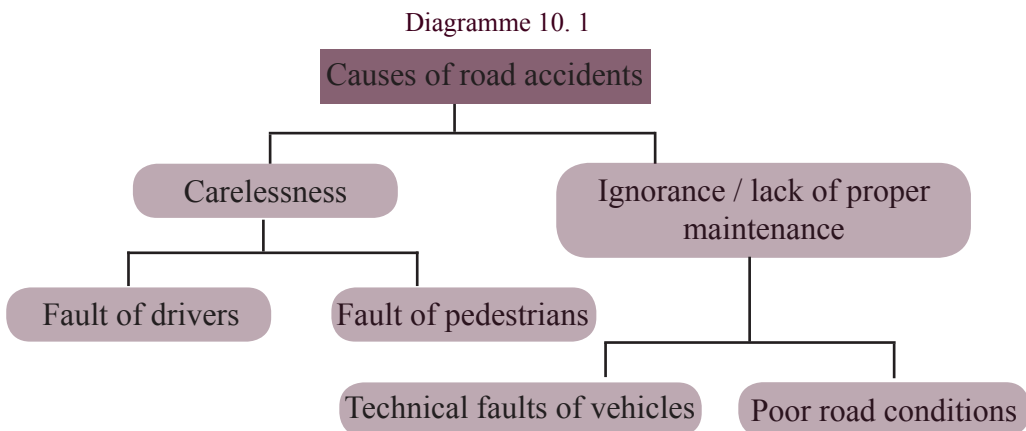 Diagramme 10. 1
Causes of road accidents
Carelessness
Ignorance / lack of proper
maintenance
Fault of drivers
Fault of pedestrians
Technical faults of vehicles
Poor road conditions